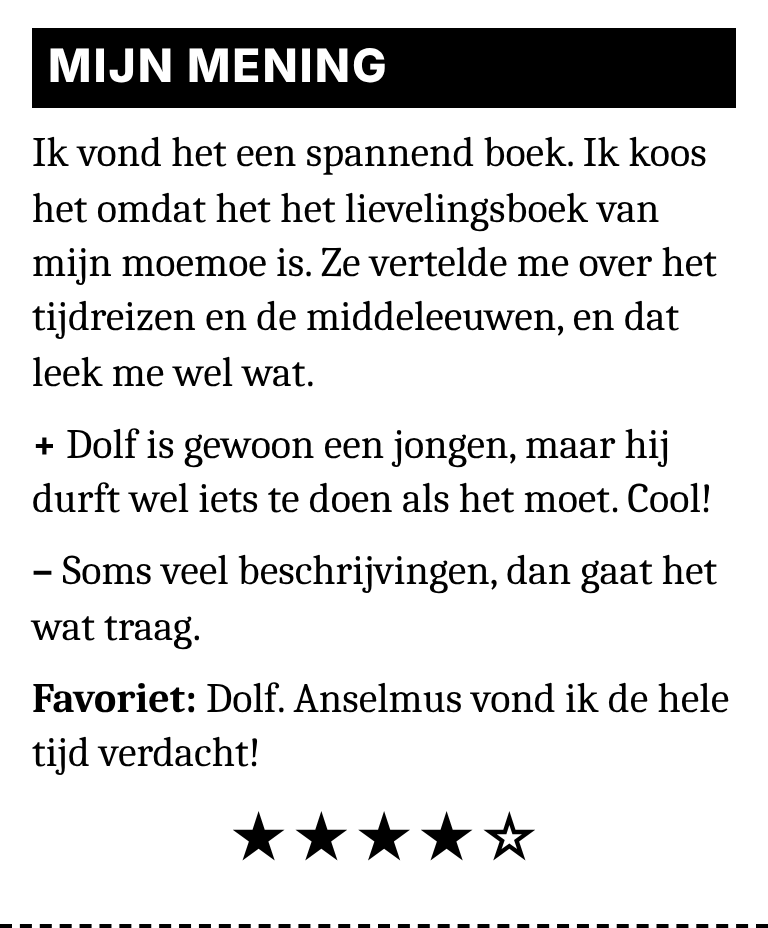 MIJN MENING
Ik vond het een spannend boek. Ik koos
het omdat het het lievelingsboek van
mijn moemoe is. Ze vertelde me over het
tijdreizen en de middeleeuwen, en dat
leek me wel wat.
+ Dolf is gewoon een jongen, maar hij
durft wel iets te doen als het moet. Cool!
– Soms veel beschrijvingen, dan gaat het
wat traag.
Favoriet: Dolf. Anselmus vond ik de hele
tijd verdacht!
★★★★☆